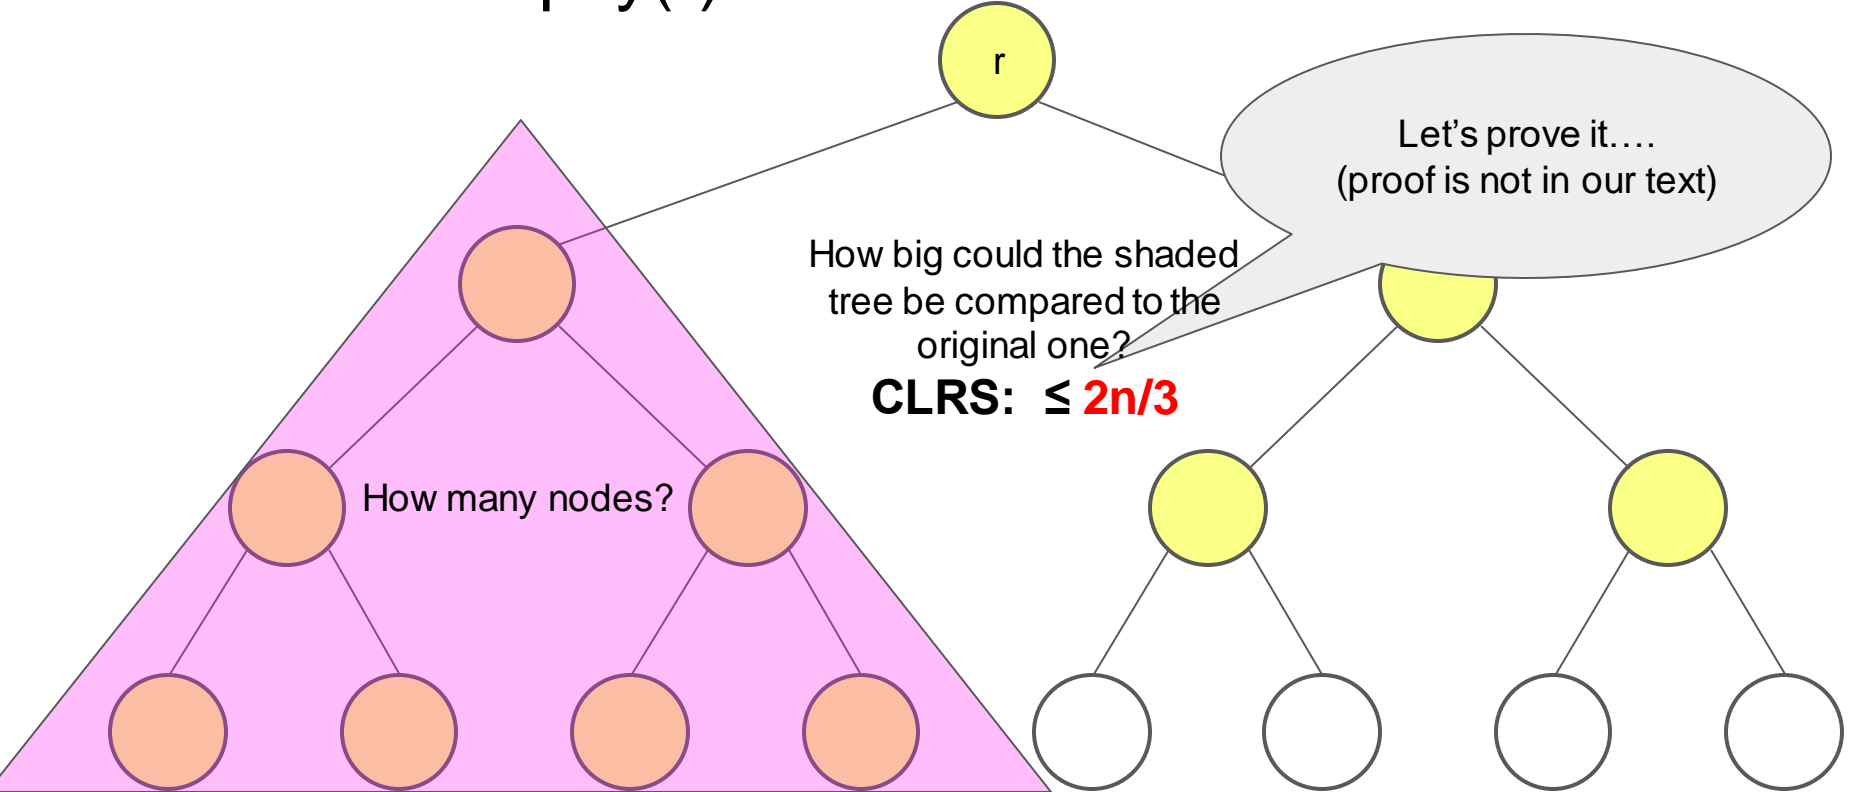 r
Let’s prove it….
(proof is not in our text)
How big could the shaded
tree be compared to the
original one?
CLRS: ≤ 2n/3
How many nodes?